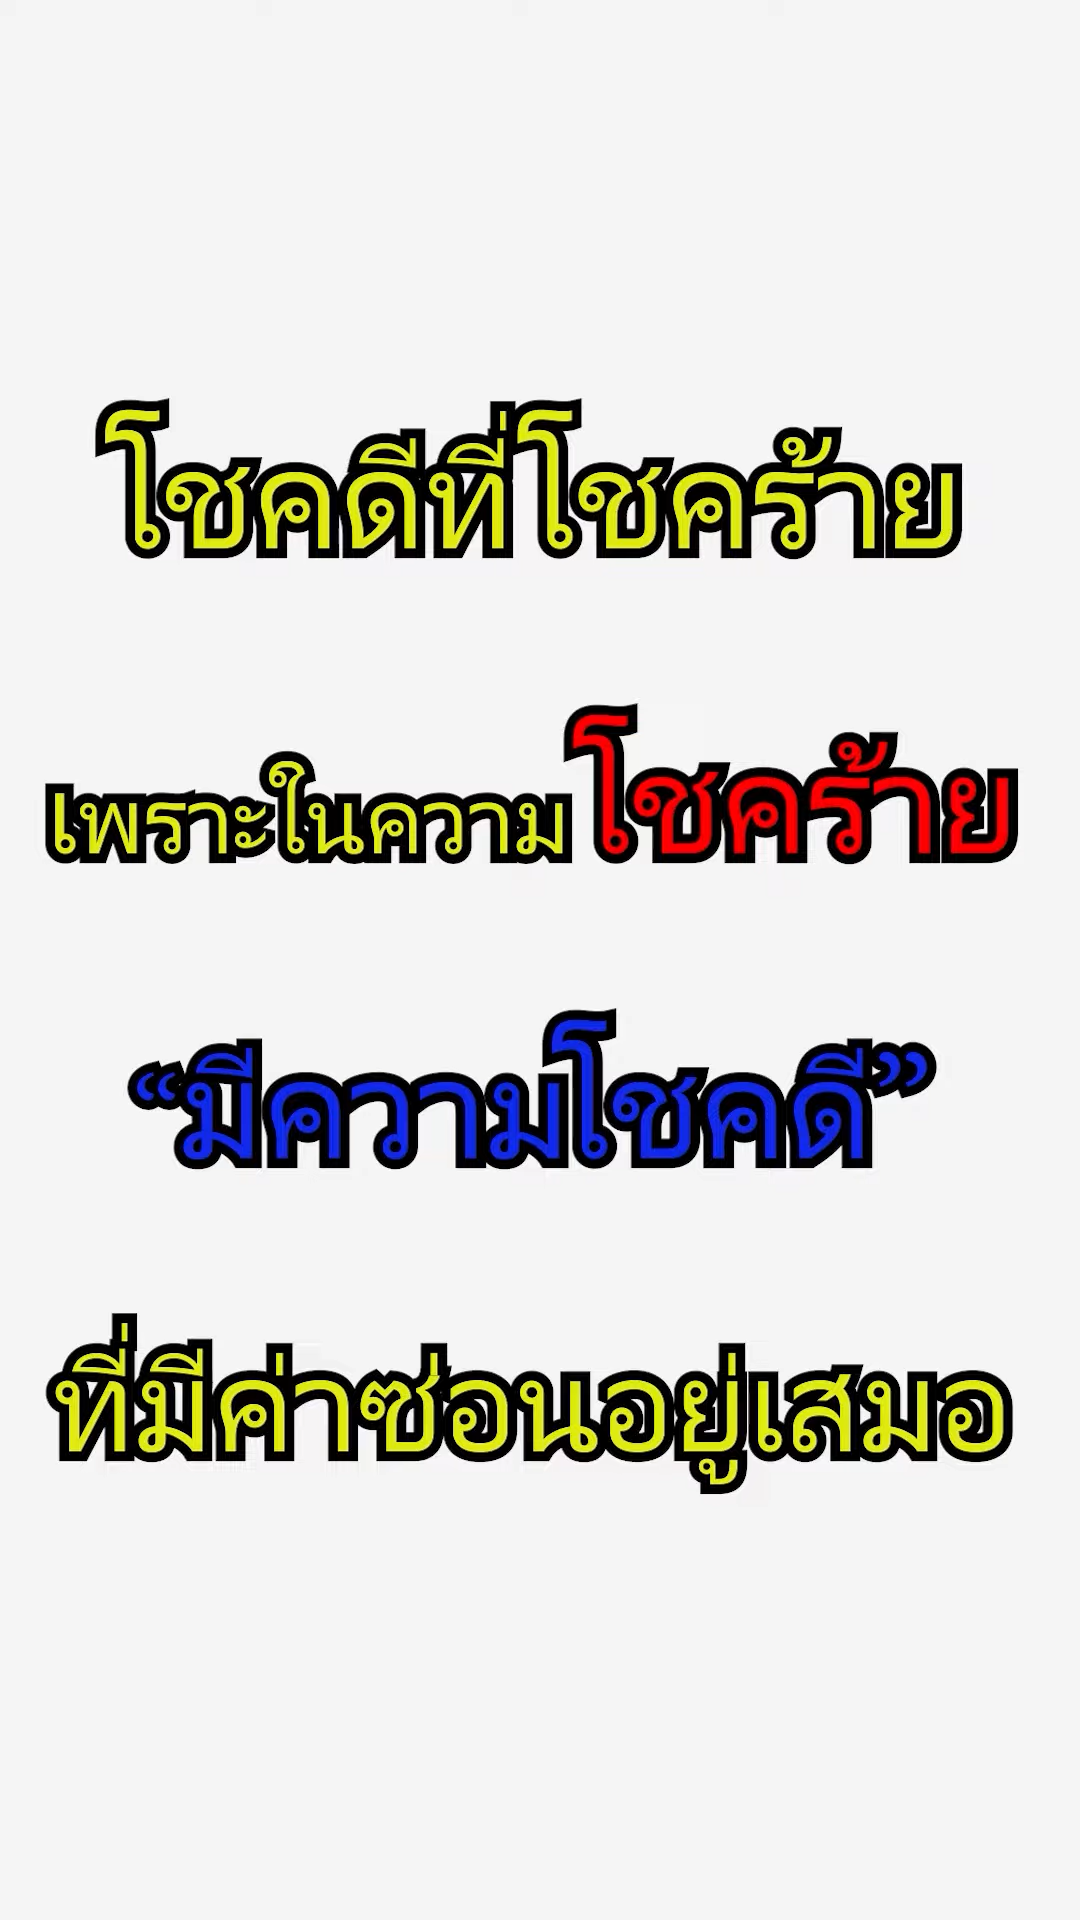 โชคดีที่โชคร้าย
เพราะในความโชคร้าย
“มีความโชคดี”
ที่มีค่าซ่อนอยู่เสมอ